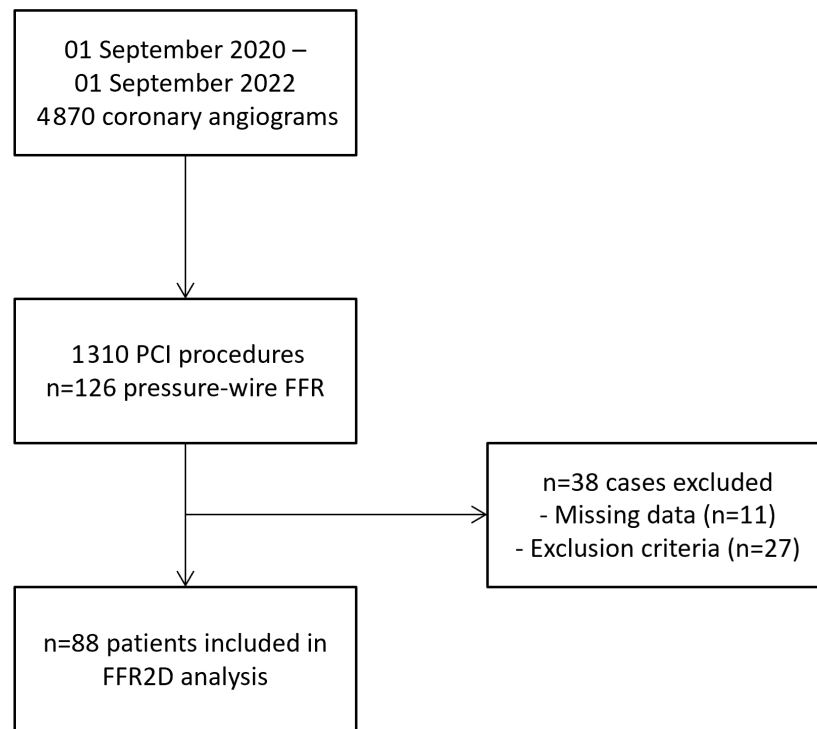 01 September 2020 –
01 September 2022
4870 coronary angiograms
1310 PCI procedures
n=126 pressure-wire FFR
n=38 cases excluded
- Missing data (n=11)
- Exclusion criteria (n=27)
n=88 patients included in
FFR2D analysis